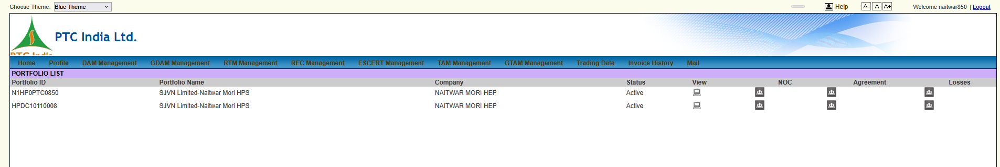 Choose Theme: Blue Theme Help A- A A+ Welcome naitwar850 | Logout
PTC India Ltd.
PTC India
Home Profile DAM Management GDAM Management RTM Management REC Management ESCERT Management TAM Management GTAM Management Trading Data Invoice History Mail
PORTFOLIO LIST
Portfolio ID Portfolio Name Company Status View NOC Agreement Losses
N1HP0PTC0850 SJVN Limited-Naitwar Mori HPS NAITWAR MORI HEP Active
HPDC10110008 SJVN Limited-Naitwar Mori HPS NAITWAR MORI HEP Active